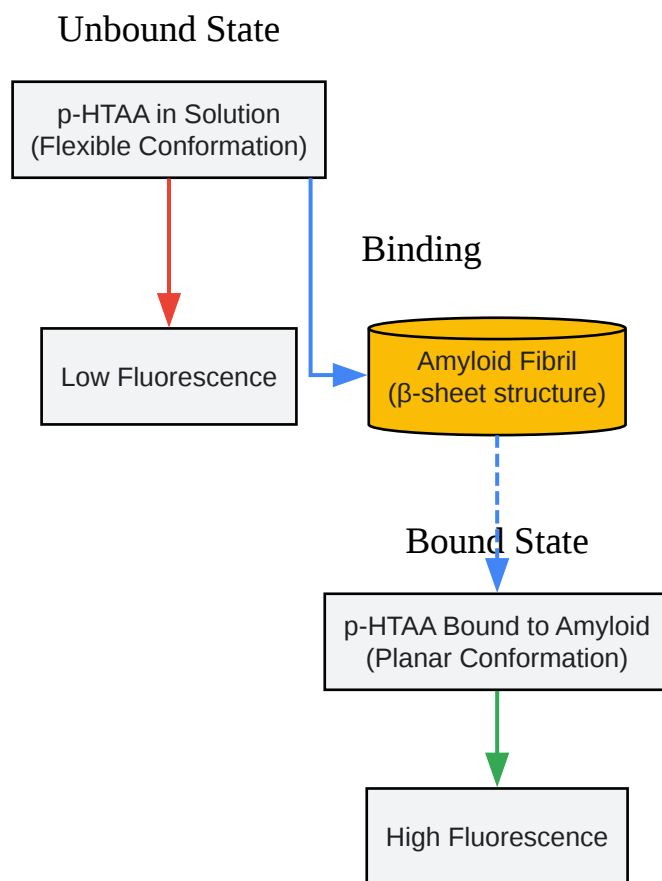 Unbound State
p-HTAA in Solution
(Flexible Conformation)
Binding
Low Fluorescence
Amyloid Fibril
(β-sheet structure)
Bound State
p-HTAA Bound to Amyloid
(Planar Conformation)
High Fluorescence